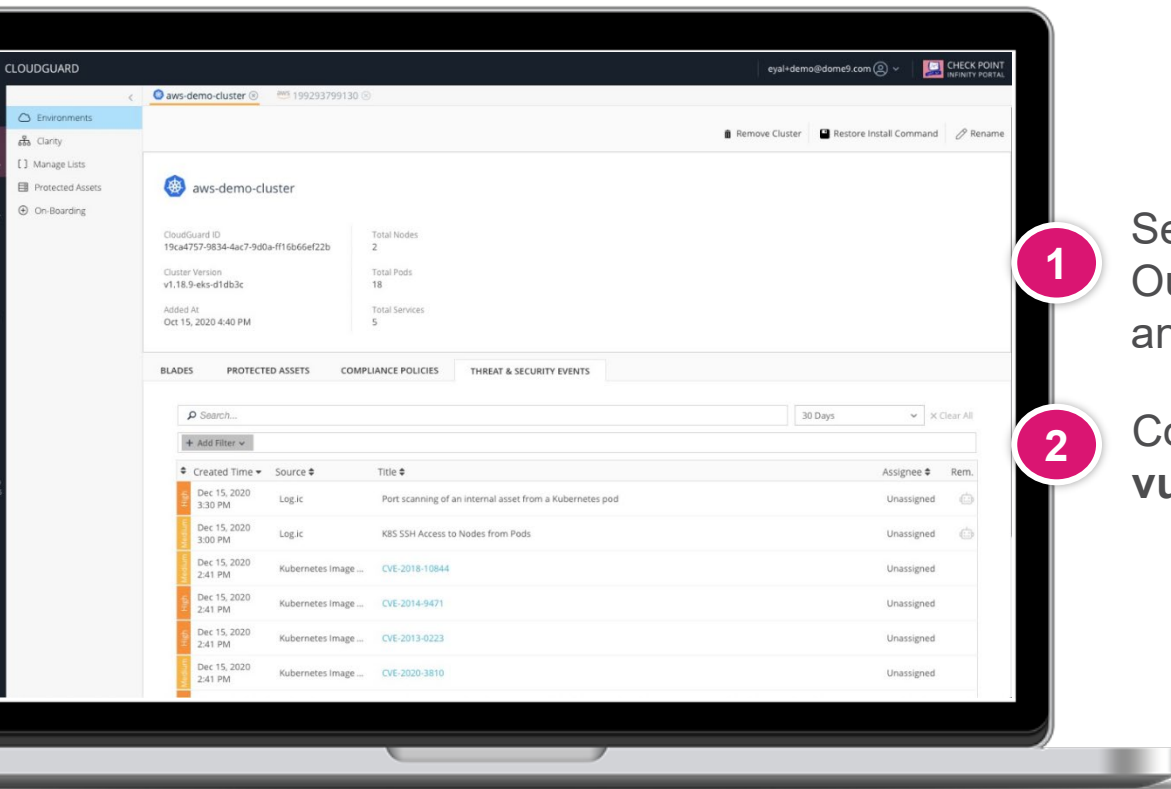 CLOUDGUARD
eyal+demo@dome9.com
CHECK POINT
INFINITY PORTAL
aws-demo-cluster
199293799130
Environments
Clarity
Manage Lists
Protected Assets
On-Boarding
Remove Cluster
Restore Install Command
Rename
aws-demo-cluster
CloudGuard ID
19ca4757-9834-4ac7-9d0a-ff16b66ef22b
Total Nodes
2
Cluster Version
v1.18.9-eks-d1db3c
Total Pods
18
Added At
Oct 15, 2020 4:40 PM
Total Services
5
BLADES PROTECTED ASSETS COMPLIANCE POLICIES THREAT & SECURITY EVENTS
Search...
30 Days
Clear All
+ Add Filter
Created Time Source Title Assignee Rem.
High Dec 15, 2020
3:30 PM Log.ic Port scanning of an internal asset from a Kubernetes pod Unassigned
Medium Dec 15, 2020
3:00 PM Log.ic K8S SSH Access to Nodes from Pods Unassigned
Medium Dec 15, 2020
2:41 PM Kubernetes Image ... CVE-2018-10844 Unassigned
High Dec 15, 2020
2:41 PM Kubernetes Image ... CVE-2014-9471 Unassigned
High Dec 15, 2020
2:41 PM Kubernetes Image ... CVE-2013-0223 Unassigned
Medium Dec 15, 2020
2:41 PM Kubernetes Image ... CVE-2020-3810 Unassigned
1
2